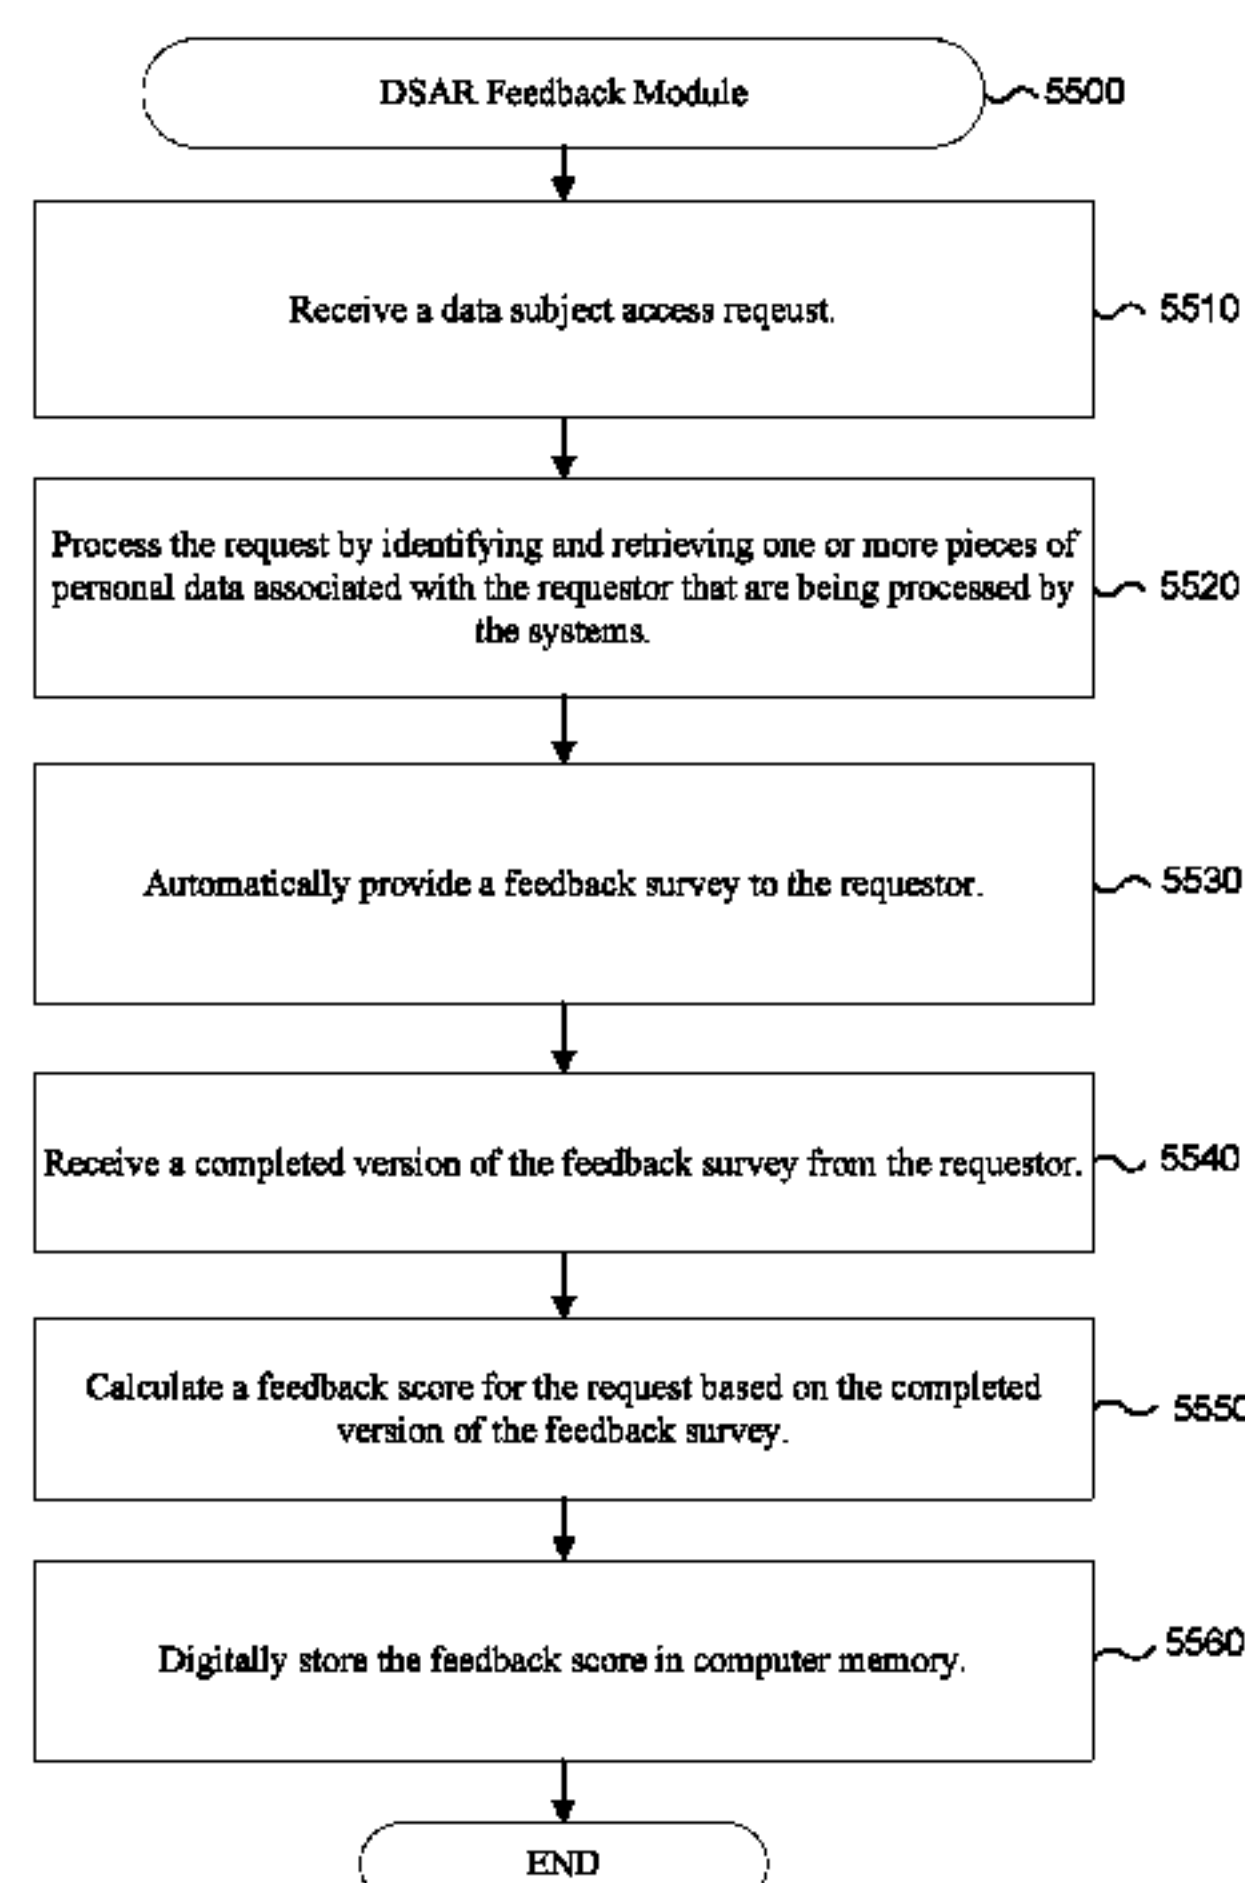 DSAR Feedback Module
5500
Receive a data subject access reqeust.
5510
Process the request by identifying and retrieving one or more pieces of
personal data associated with the requestor that are being processed by
the systems.
5520
Automatically provide a feedback survey to the requestor.
5530
Receive a completed version of the feedback survey from the requestor.
5540
Calculate a feedback score for the request based on the completed
version of the feedback survey.
5550
Digitally store the feedback score in computer memory.
5560
END